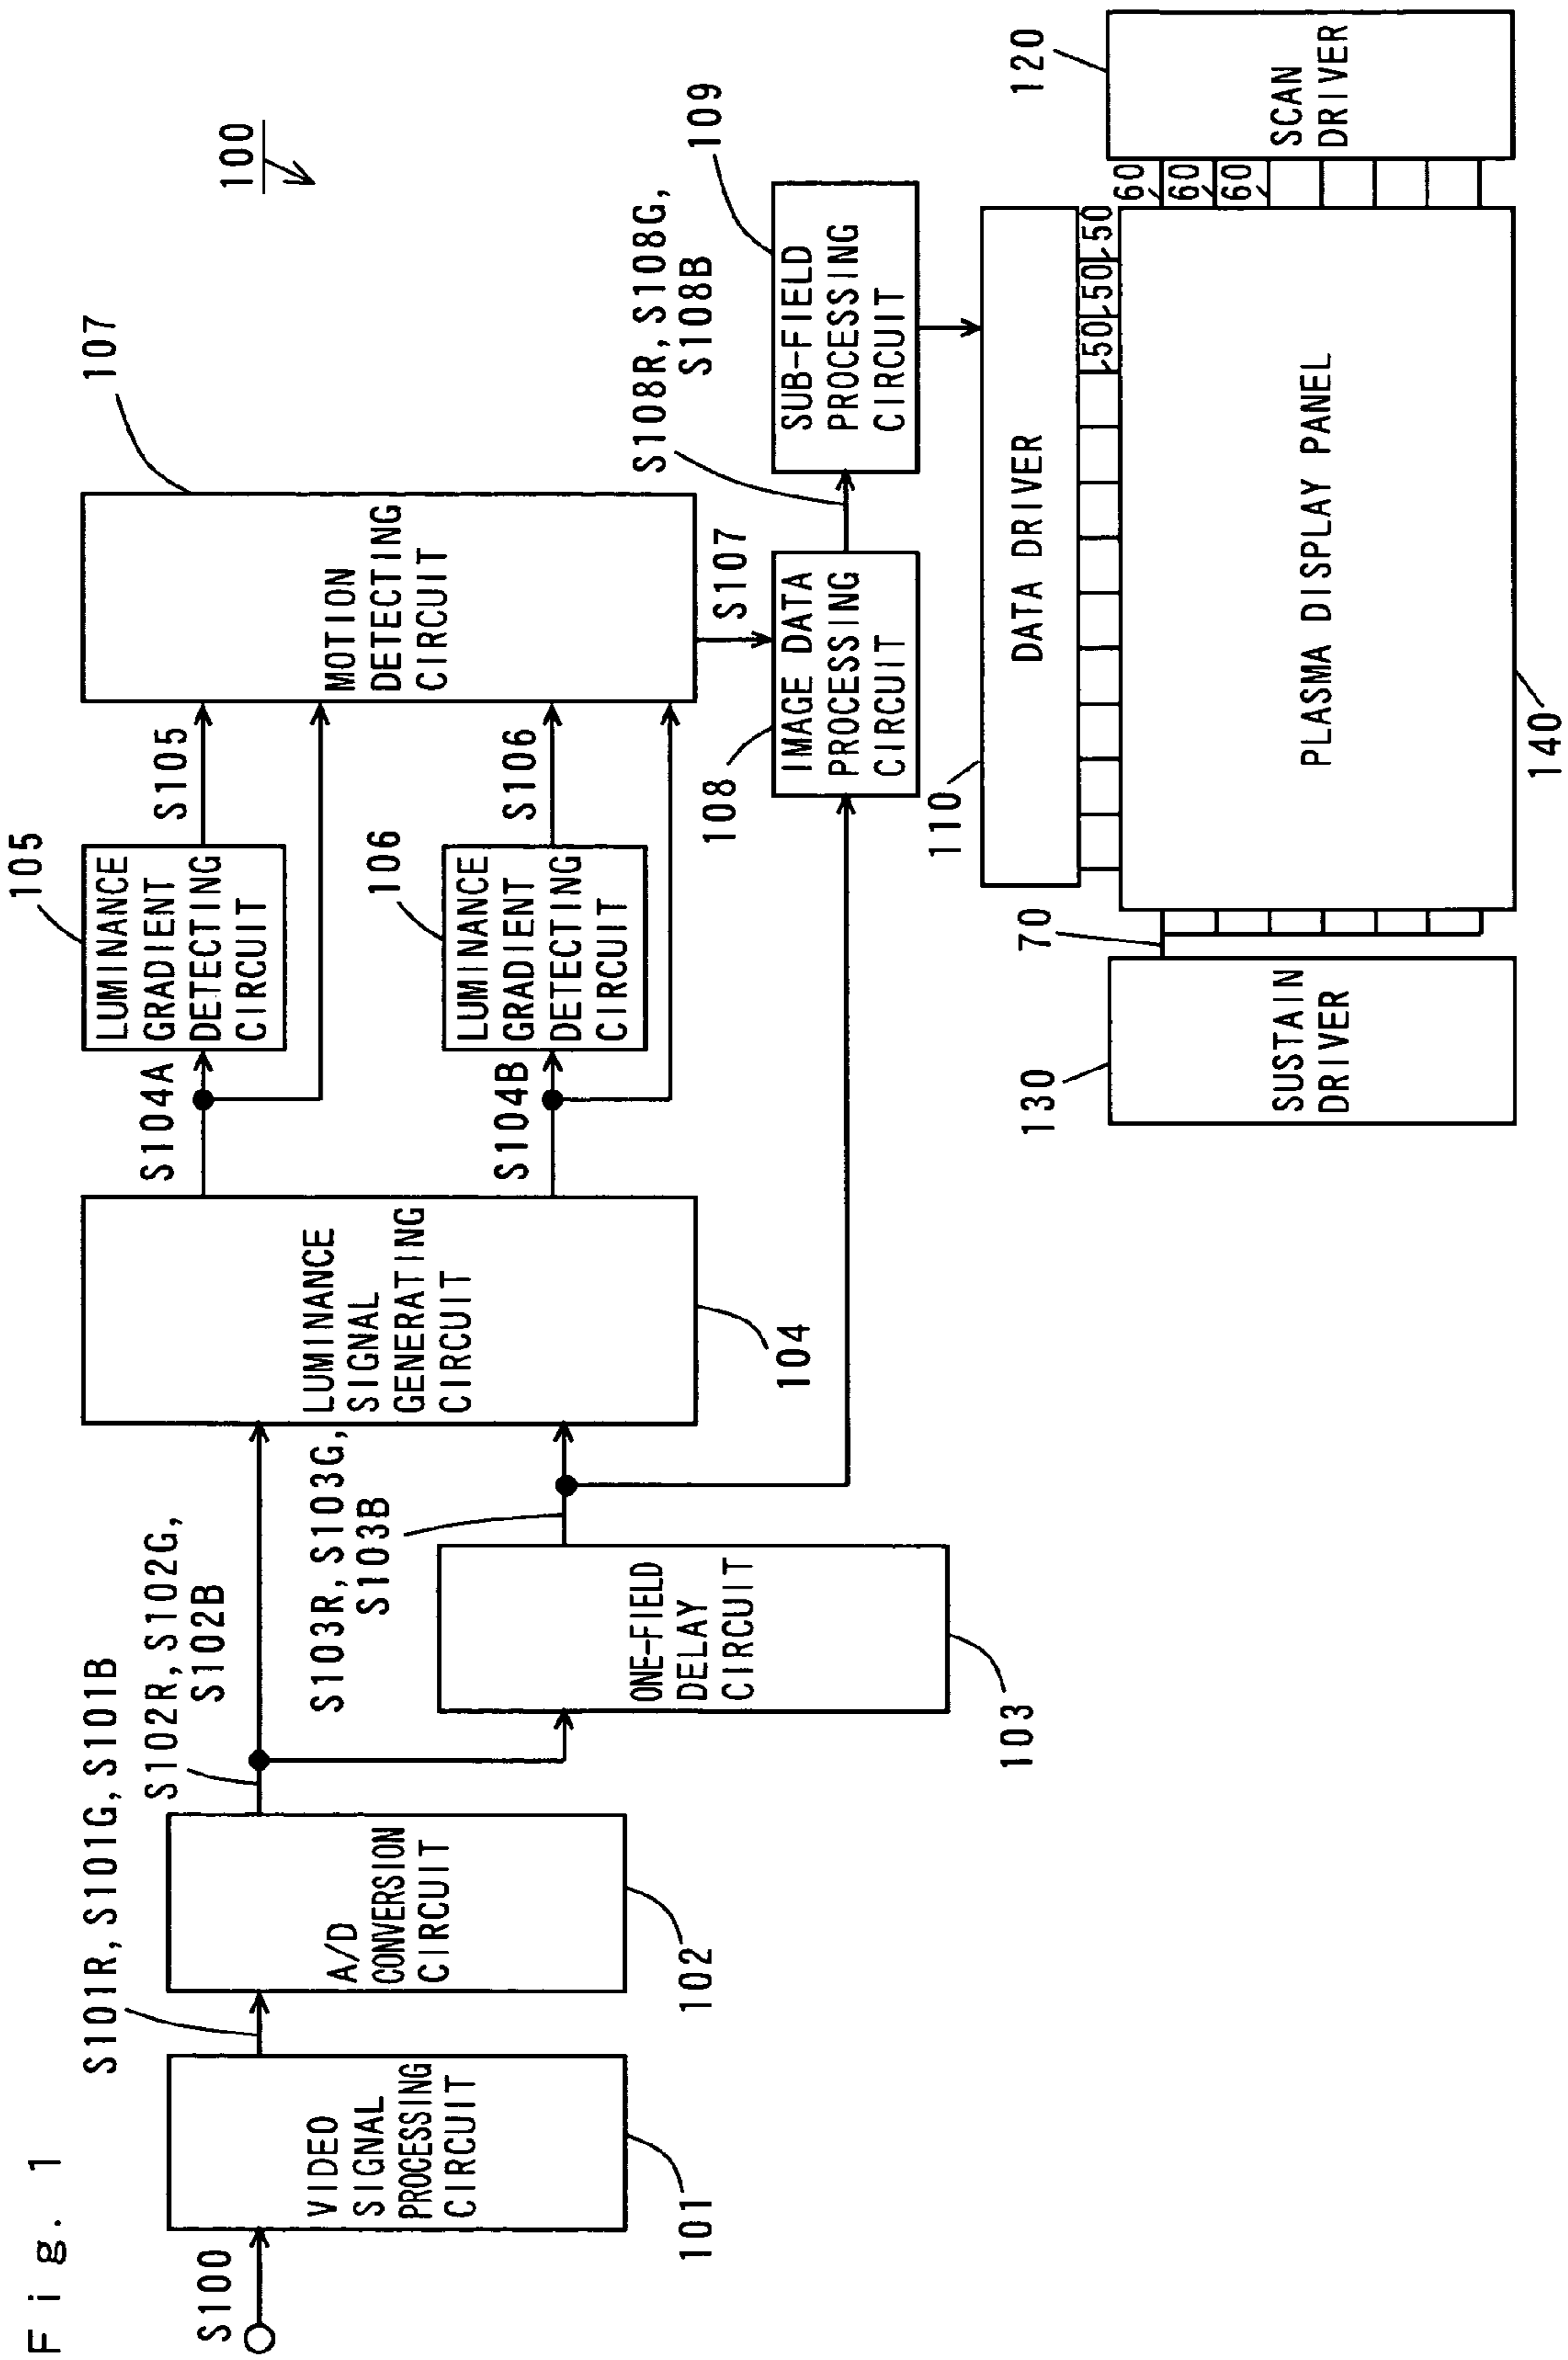 Fig. 1
100
S100
VIDEO
SIGNAL
PROCESSING
CIRCUIT
101
S101R, S101G, S101B
A/D
CONVERSION
CIRCUIT
102
S102R, S102G,
S102B
ONE-FIELD
DELAY
CIRCUIT
103
S103R, S103G,
S103B
LUMINANCE
SIGNAL
GENERATING
CIRCUIT
104
S104A
S104B
105
LUMINANCE
GRADIENT
DETECTING
CIRCUIT
S105
106
LUMINANCE
GRADIENT
DETECTING
CIRCUIT
S106
107
MOTION
DETECTING
CIRCUIT
S107
108
IMAGE DATA
PROCESSING
CIRCUIT
S108R, S108G,
S108B
109
SUB-FIELD
PROCESSING
CIRCUIT
110
DATA DRIVER
50
50
50
120
SCAN
DRIVER
60
60
60
130
SUSTAIN
DRIVER
70
PLASMA DISPLAY PANEL
140